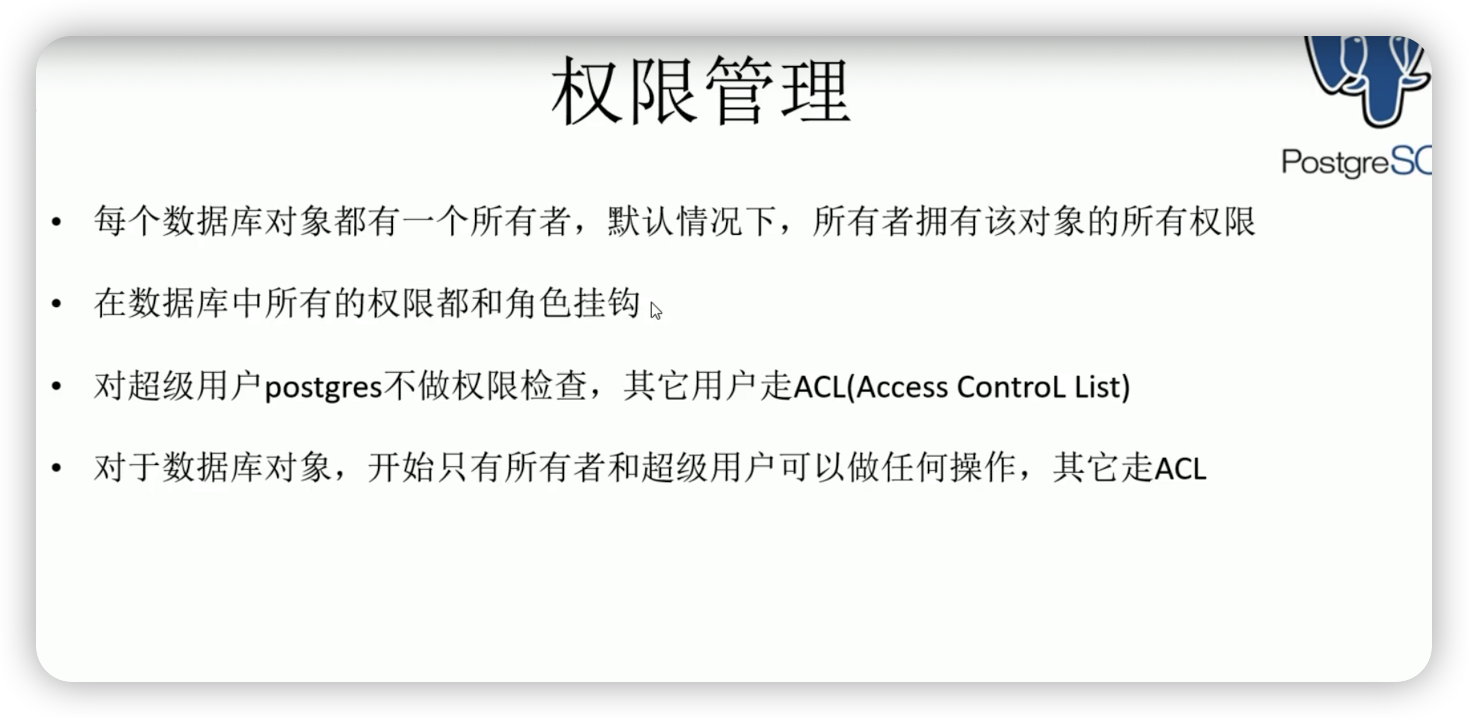 权限管理
PostgreSQ
• 每个数据库对象都有一个所有者，默认情况下，所有者拥有该对象的所有权限
• 在数据库中所有的权限都和角色挂钩
• 对超级用户postgres不做权限检查，其它用户走ACL(Access ControL List)
• 对于数据库对象，开始只有所有者和超级用户可以做任何操作，其它走ACL